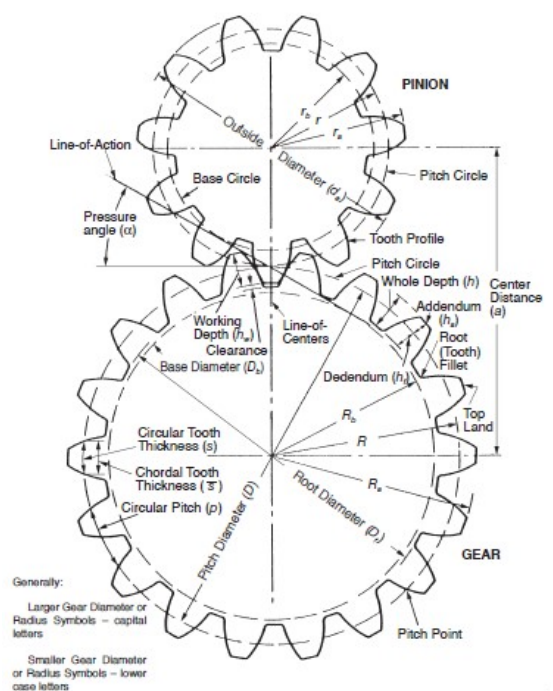 PINION
r_b
r
r_a
Outside
Diameter (d_a)
Line-of-Action
Base Circle
Pitch Circle
Pressure
angle (α)
Tooth Profile
Pitch Circle
Whole Depth (h)
Center
Distance
(a)
Addendum
(h_a)
Working
Depth (h_w)
Line-of-
Centers
Root
(Tooth)
Fillet
Clearance
Base Diameter (D_b)
Dedendum (h_f)
Top
Land
R_b
R
R_a
Circular Tooth
Thickness (s)
Chordal Tooth
Thickness (s̅)
Circular Pitch (p)
Pitch Diameter (D)
Root Diameter (D_r)
GEAR
Generally:
Larger Gear Diameter or
Radius Symbols – capital
letters
Pitch Point
Smaller Gear Diameter
or Radius Symbols – lower
case letters